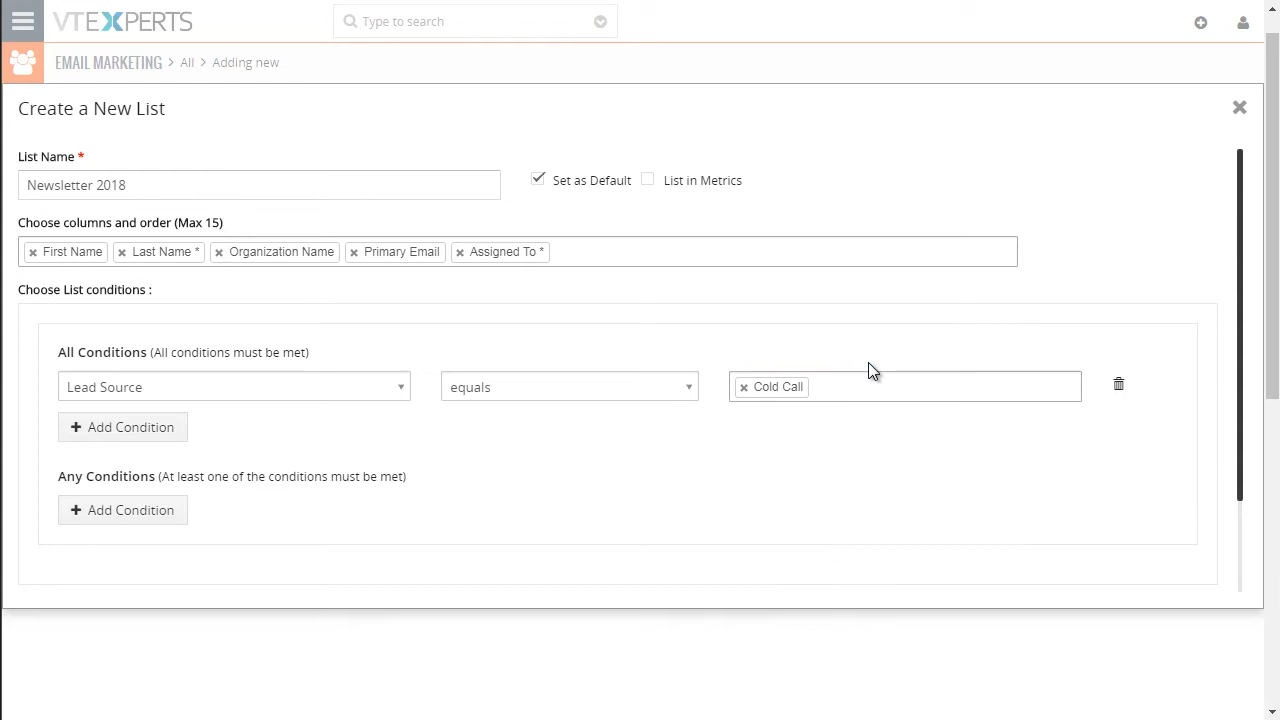 VTEXPERTS
Type to search
EMAIL MARKETING > All > Adding new
Create a New List
List Name *
Newsletter 2018
Set as Default
List in Metrics
Choose columns and order (Max 15)
First Name Last Name * Organization Name Primary Email Assigned To *
Choose List conditions :
All Conditions (All conditions must be met)
Lead Source
equals
Cold Call
Add Condition
Any Conditions (At least one of the conditions must be met)
Add Condition